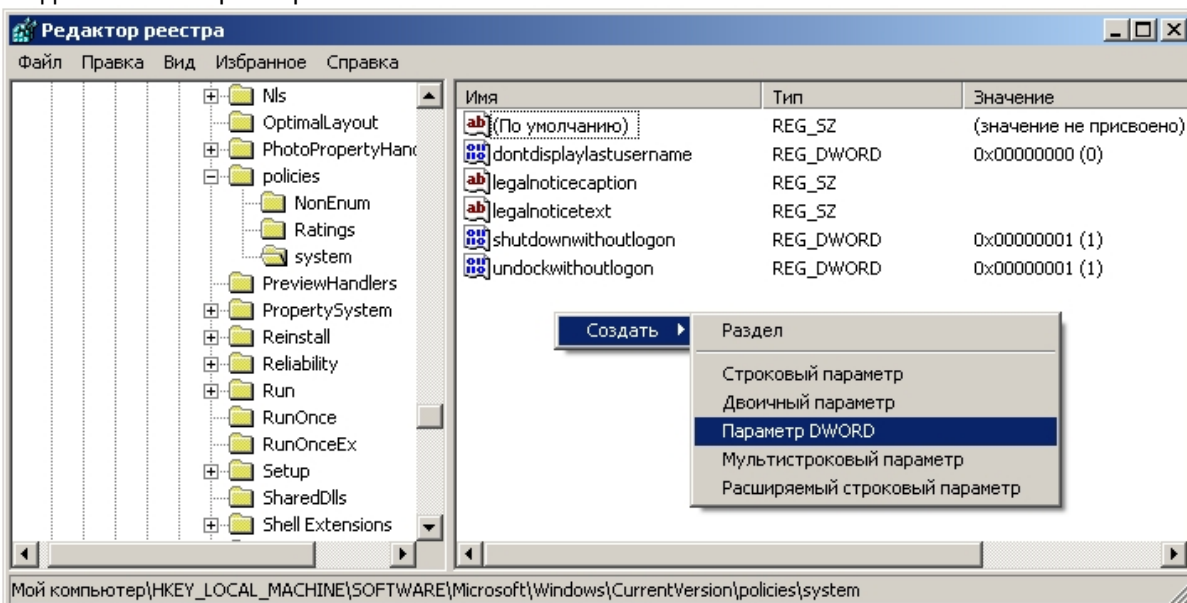 Редактор реестра
Файл Правка Вид Избранное Справка
Nls
OptimalLayout
PhotoPropertyHand
policies
NonEnum
Ratings
system
PreviewHandlers
PropertySystem
Reinstall
Reliability
Run
RunOnce
RunOnceEx
Setup
SharedDlls
Shell Extensions
Имя Тип Значение
(По умолчанию) REG_SZ (значение не присвоено)
dontdisplaylastusername REG_DWORD 0x00000000 (0)
legalnoticecaption REG_SZ
legalnoticetext REG_SZ
shutdownwithoutlogon REG_DWORD 0x00000001 (1)
undockwithoutlogon REG_DWORD 0x00000001 (1)
Создать
Раздел
Строковый параметр
Двоичный параметр
Параметр DWORD
Мультистроковый параметр
Расширяемый строковый параметр
Мой компьютер\HKEY_LOCAL_MACHINE\SOFTWARE\Microsoft\Windows\CurrentVersion\policies\system